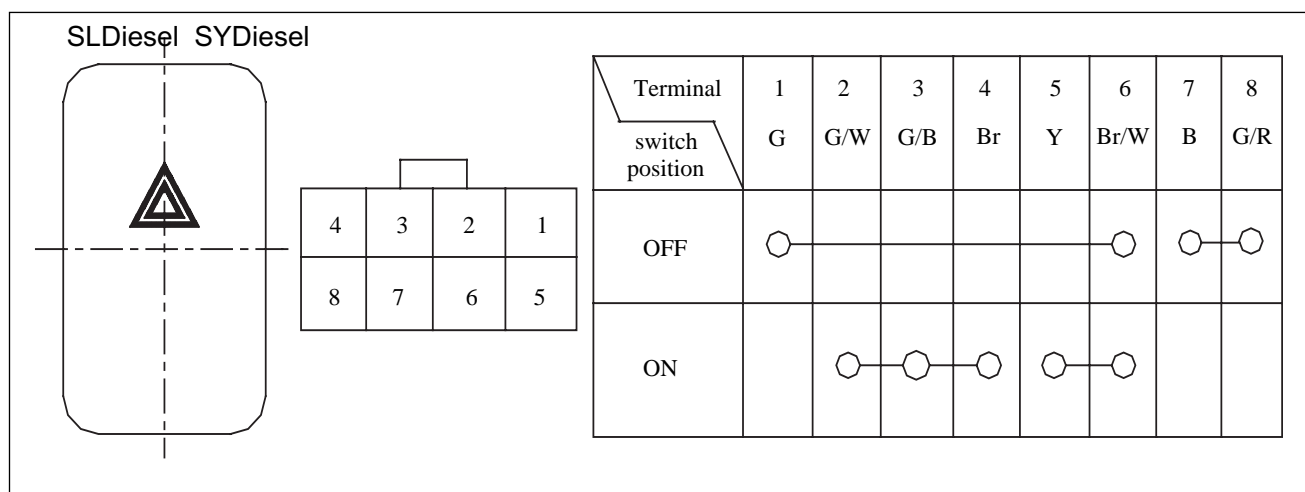 SLDiesel SYDiesel
4 3 2 1
8 7 6 5
Terminal 1 2 3 4 5 6 7 8
switch position G G/W G/B Br Y Br/W B G/R
OFF
ON